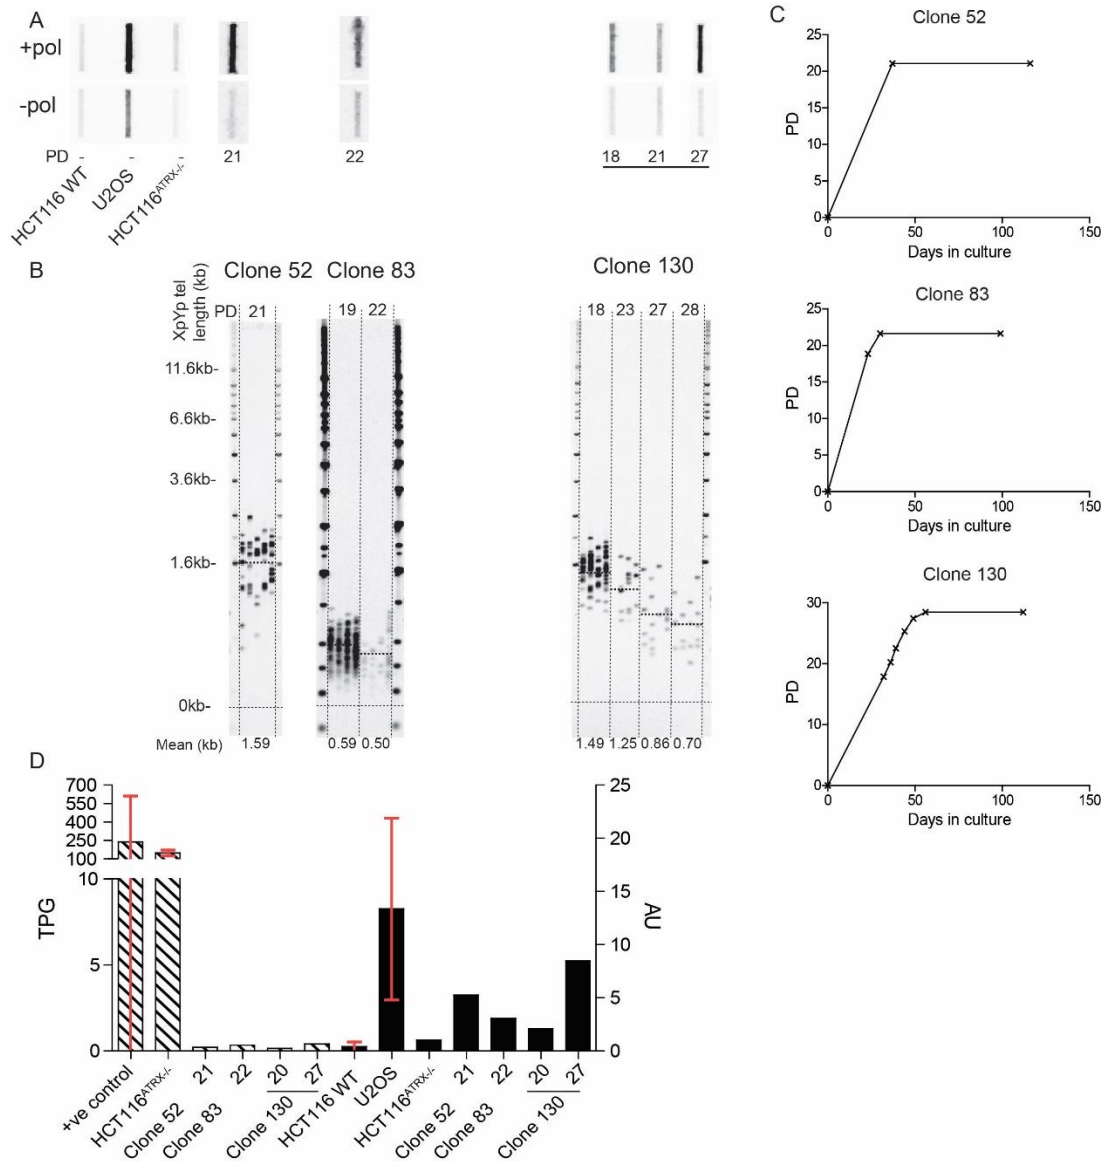 A
+pol
-pol
PD - - - 21 22 18 21 27
HCT116 WT
U2OS
HCT116ATRX-/-
B
Clone 52 Clone 83 Clone 130
XpYp tel
length (kb)
PD 21 19 22 18 23 27 28
11.6kb-
6.6kb-
3.6kb-
1.6kb-
0kb-
Mean (kb) 1.59 0.59 0.50 1.49 1.25 0.86 0.70
C
Clone 52
PD
25
20
15
10
5
0
0 50 100 150
Days in culture
Clone 83
PD
25
20
15
10
5
0
0 50 100 150
Days in culture
Clone 130
PD
30
20
10
0
0 50 100 150
Days in culture
D
TPG
700
550
400
250
100
10
5
0
AU
25
20
15
10
5
0
+ve control
HCT116ATRX-/-
21
Clone 52
22
Clone 83
20 27
Clone 130
HCT116 WT
U2OS
HCT116ATRX-/-
21
Clone 52
22
Clone 83
20 27
Clone 130